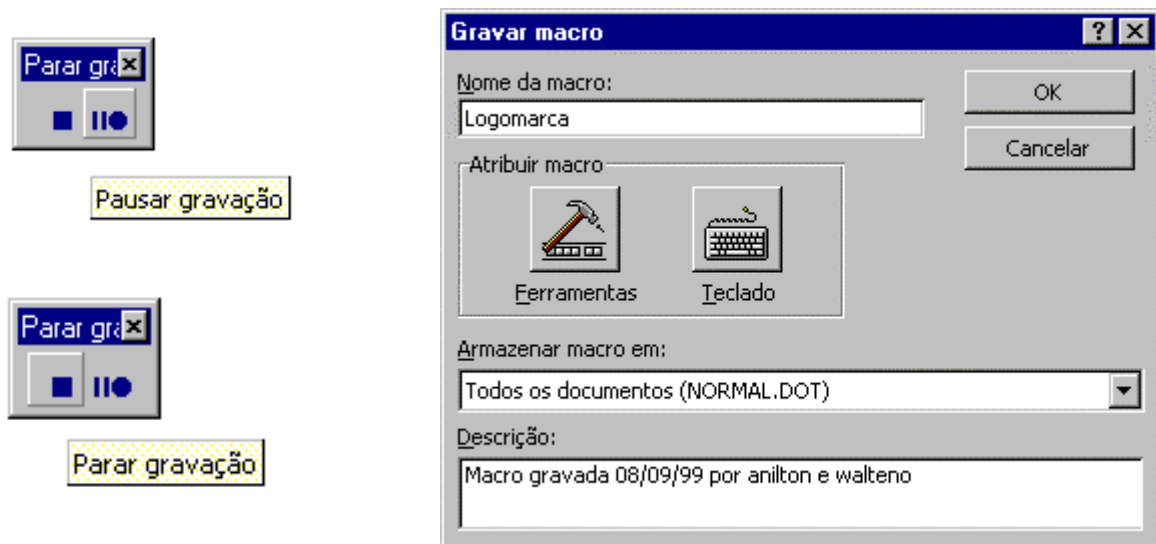 Parar gra
Pausar gravação
Parar gra
Parar gravação
Gravar macro
Nome da macro:
Logomarca
OK
Cancelar
Atribuir macro
Ferramentas
Teclado
Armazenar macro em:
Todos os documentos (NORMAL.DOT)
Descrição:
Macro gravada 08/09/99 por anilton e walteno